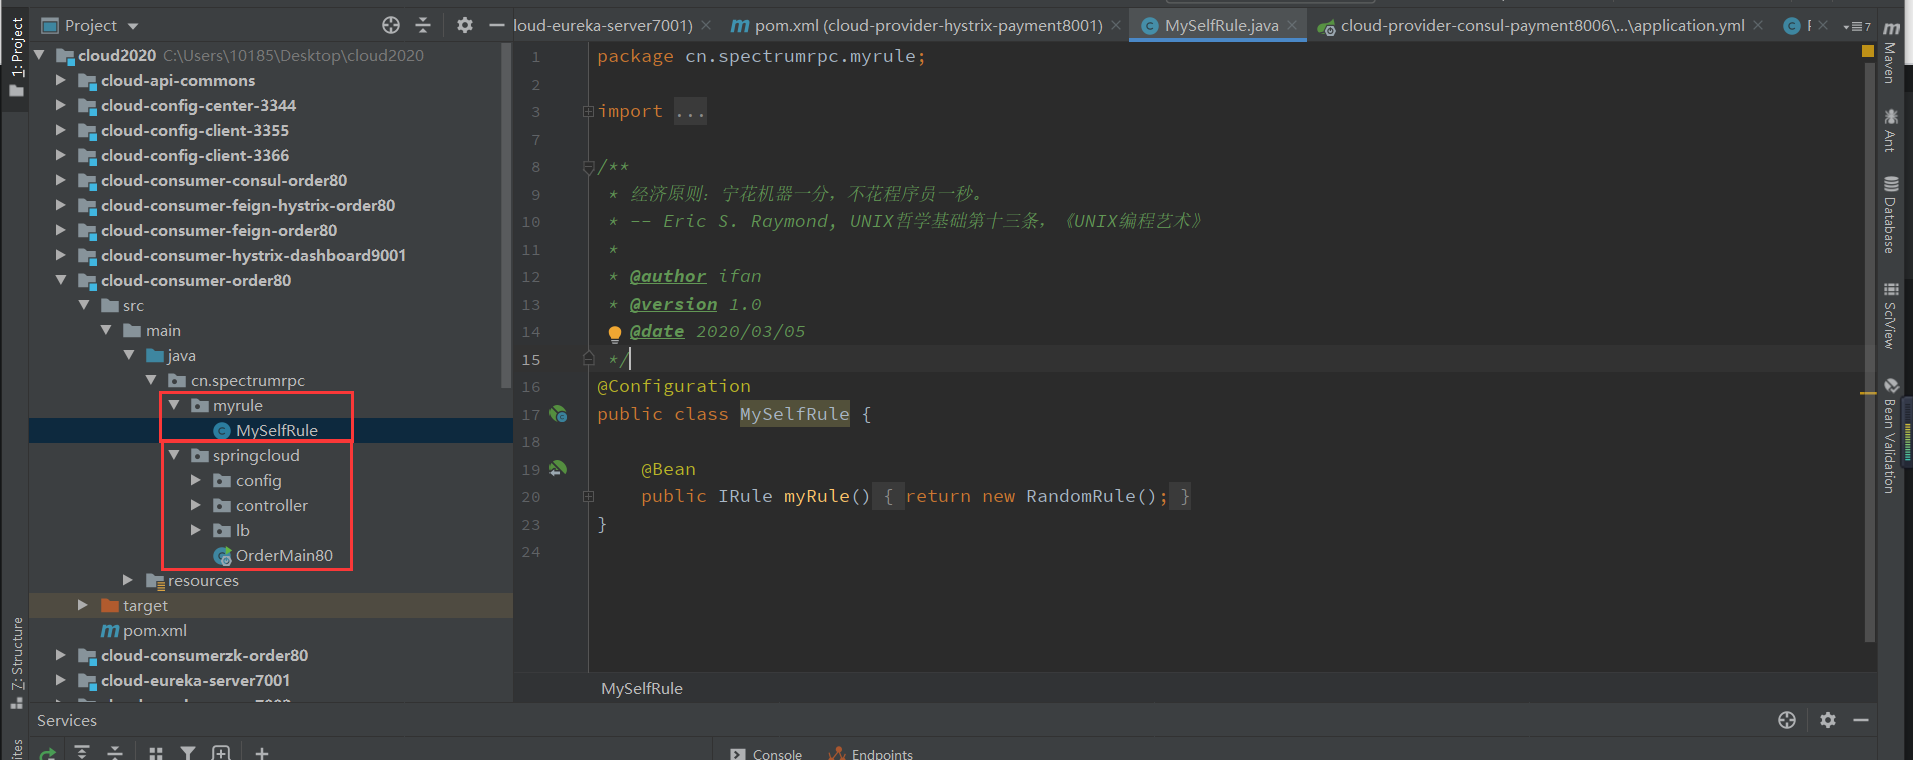 Project
cloud-eureka-server7001)
pom.xml (cloud-provider-hystrix-payment8001)
MySelfRule.java
cloud-provider-consul-payment8006\...\application.yml
7
1: Project
cloud2020 C:\Users\10185\Desktop\cloud2020
cloud-api-commons
cloud-config-center-3344
cloud-config-client-3355
cloud-config-client-3366
cloud-consumer-consul-order80
cloud-consumer-feign-hystrix-order80
cloud-consumer-feign-order80
cloud-consumer-hystrix-dashboard9001
cloud-consumer-order80
src
main
java
cn.spectrumrpc
myrule
MySelfRule
springcloud
config
controller
lb
OrderMain80
resources
target
pom.xml
cloud-consumerzk-order80
cloud-eureka-server7001
1 package cn.spectrumrpc.myrule;
2
3 import ...
7
8 /**
9 * 经济原则：宁花机器一分，不花程序员一秒。
10 * -- Eric S. Raymond, UNIX哲学基础第十三条，《UNIX编程艺术》
11 *
12 * @author ifan
13 * @version 1.0
14 * @date 2020/03/05
15 */
16 @Configuration
17 public class MySelfRule {
18
19 @Bean
20 public IRule myRule() { return new RandomRule(); }
23 }
24
MySelfRule
Maven
Ant
Database
SciView
Bean Validation
Z: Structure
Services
Console
Endpoints